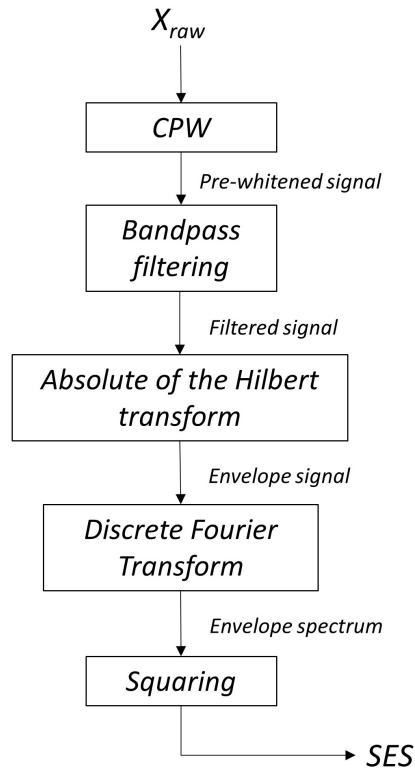 X_raw
CPW
Pre-whitened signal
Bandpass
filtering
Filtered signal
Absolute of the Hilbert
transform
Envelope signal
Discrete Fourier
Transform
Envelope spectrum
Squaring
SES